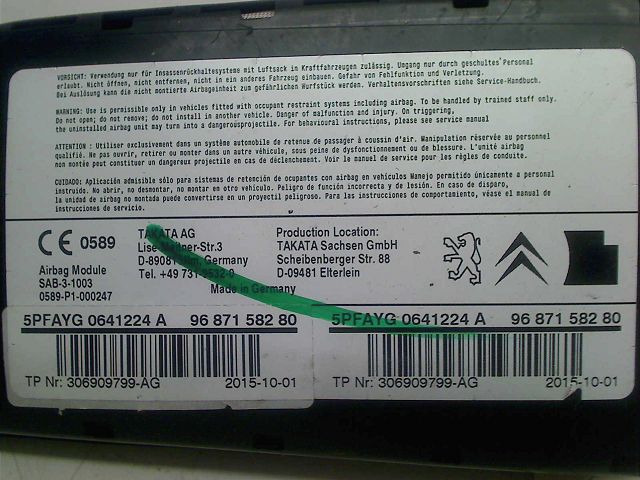 VORSICHT: Verwendung nur für Insassenrückhaltesysteme mit Luftsack in Kraftfahrzeugen zulässig. Umgang nur durch geschultes Personal
erlaubt. Nicht öffnen, nicht entfernen, nicht in ein anderes Fahrzeug einbauen. Gefahr von Fehlfunktion und Verletzung.
Bei Auslösung kann die nicht montierte Airbageinheit zum gefährlichen Wurfstück werden. Verhaltensvorschriften siehe Service-Handbuch.
WARNING: Use is permissible only in vehicles fitted with occupant restraint systems including airbag. To be handled by trained staff only.
Do not open; do not remove; do not install in another vehicle. Danger of malfunction and injury. On triggering,
the uninstalled airbag unit may turn into a dangerousprojectile. For behavioural instructions, please see service manual
ATTENTION : Utiliser exclusivement dans un système automobile de retenue de passager à coussin d'air. Manipulation réservée au personnel
qualifié. Ne pas ouvrir, retirer ou monter dans un autre véhicule, sous peine de dysfonctionnement ou de blessure. L'unité airbag
non montée peut constituer un dangereux projectile en cas de déclenchement. Voir le manuel de service pour les règles de conduite.
CUIDADO: Aplicación admisible sólo para sistemas de retención de ocupantes con airbag en vehículos Manejo permitido únicamente a personal
instruido. No abrir, no desmontar, no montar en otro vehículo. Peligro de función incorrecta y de lesión. En caso de disparo,
la unidad de airbag no montada puede convertirse en un proyectil peligroso. Para instrucciones de comportamiento, véase el manual de
instrucciones de servicio.
CE 0589
Airbag Module
SAB-3-1003
0589-P1-000247
TAKATA AG
Lise-Meitner-Str.3
D-89081 Ulm, Germany
Tel. +49 731-9532-0
Made in Germany
Production Location:
TAKATA Sachsen GmbH
Scheibenberger Str. 88
D-09481 Elterlein
5PFAYG 0641224 A 96 871 582 80
TP Nr: 306909799-AG 2015-10-01
5PFAYG 0641224 A 96 871 582 80
TP Nr: 306909799-AG 2015-10-01